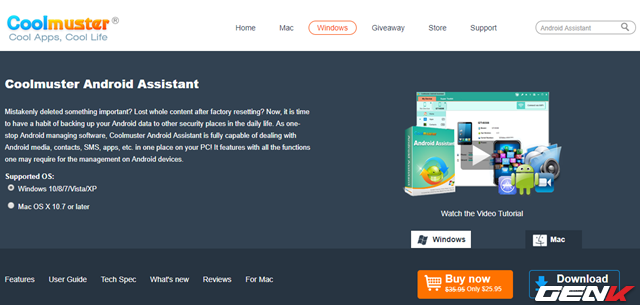 Coolmuster®
Cool Apps, Cool Life
Home Mac Windows Giveaway Store Support
Android Assistant
Coolmuster Android Assistant
Mistakenly deleted something important? Lost whole content after factory resetting? Now, it is time
to have a habit of backing up your Android data to other security places in the daily life. As one-
stop Android managing software, Coolmuster Android Assistant is fully capable of dealing with
Android media, contacts, SMS, apps, etc. in one place on your PC! It features with all the functions
one may require for the management on Android devices.
Supported OS:
Windows 10/8/7/Vista/XP
Mac OS X 10.7 or later
Android
Assistant
Watch the Video Tutorial
Windows Mac
Features User Guide Tech Spec What's new Reviews For Mac
Buy now
$35.95 Only $25.95
Download
GENK